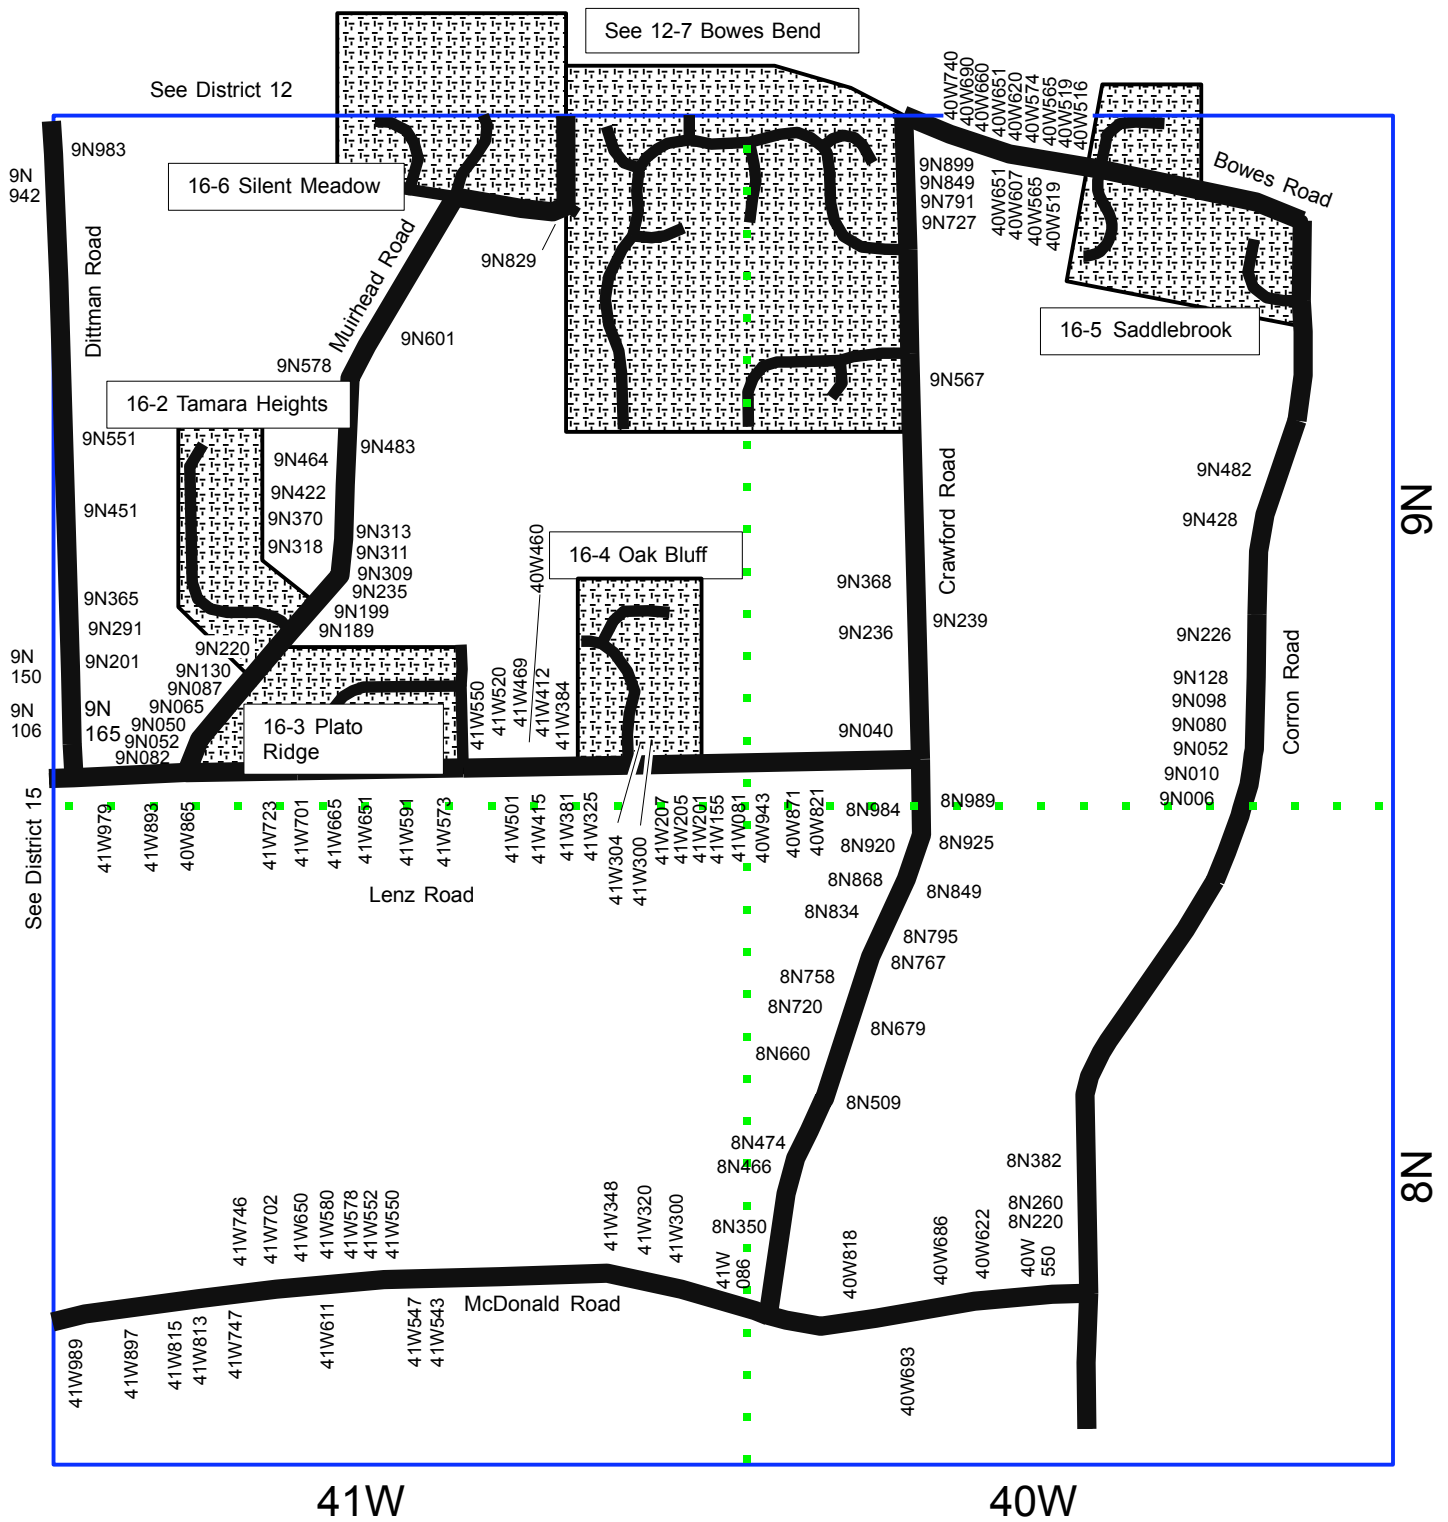 See 12-7 Bowes Bend
See District 12
40W740
40W690
40W660
40W651
40W620
40W574
40W565
40W519
40W516
9N983
9N
942
16-6 Silent Meadow
9N899
9N849
9N791
9N727
40W651
40W607
40W565
40W519
Bowes Road
Dittman Road
Muirhead Road
9N829
9N601
9N578
16-5 Saddlebrook
9N567
16-2 Tamara Heights
9N551
9N483
9N464
9N422
9N370
9N318
9N451
9N482
9N428
Crawford Road
9N
9N313
9N311
9N309
9N235
9N199
9N189
40W460
16-4 Oak Bluff
9N368
9N365
9N291
9N201
9N239
9N236
9N226
9N220
9N130
9N087
9N065
9N050
9N052
9N082
9N
150
9N
106
9N
165
16-3 Plato
Ridge
41W550
41W520
41W469
41W412
41W384
9N040
9N128
9N098
9N080
9N052
9N010
9N006
Corron Road
See District 15
41W979
41W893
40W865
41W723
41W701
41W665
41W651
41W591
41W573
41W501
41W415
41W381
41W325
41W304
41W300
41W207
41W205
41W201
41W155
41W081
40W943
40W871
40W821
8N984
8N989
8N920
8N925
Lenz Road
8N868
8N849
8N834
8N795
8N767
8N758
8N720
8N679
8N660
8N509
8N474
8N466
8N382
8N
8N260
8N220
8N350
41W746
41W702
41W650
41W580
41W578
41W552
41W550
41W348
41W320
41W300
41W
086
40W818
40W686
40W622
40W
550
McDonald Road
41W989
41W897
41W815
41W813
41W747
41W611
41W547
41W543
40W693
41W
40W